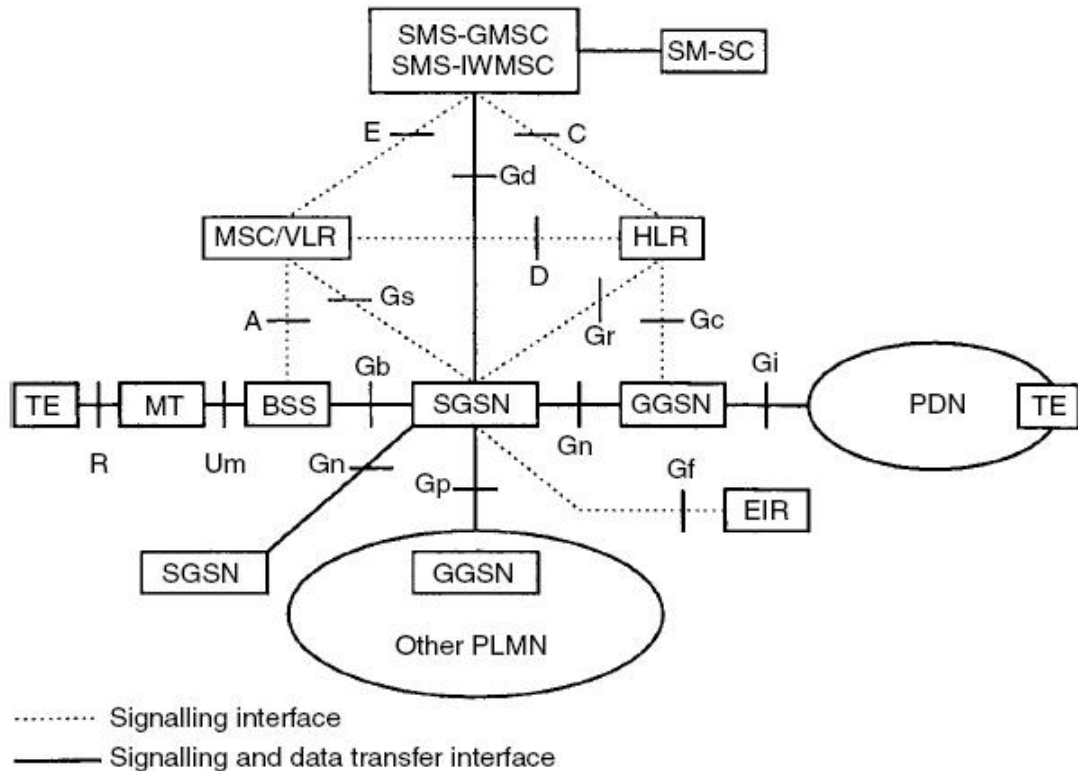 SMS-GMSC
SMS-IWMSC
SM-SC
E
C
Gd
MSC/VLR
HLR
D
Gs
A
Gr
Gc
Gb
Gi
TE
MT
BSS
SGSN
GGSN
PDN
TE
R
Um
Gn
Gn
Gp
Gf
EIR
SGSN
GGSN
Other PLMN
Signalling interface
Signalling and data transfer interface